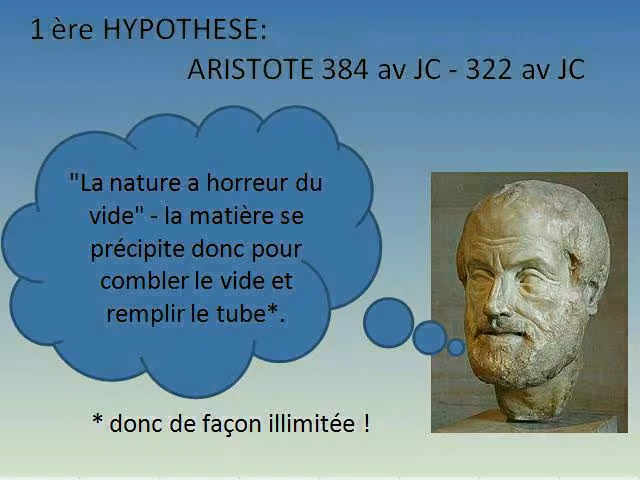 1 ère HYPOTHESE:
ARISTOTE 384 av JC - 322 av JC
"La nature a horreur du
vide" - la matière se
précipite donc pour
combler le vide et
remplir le tube*.
* donc de façon illimitée !